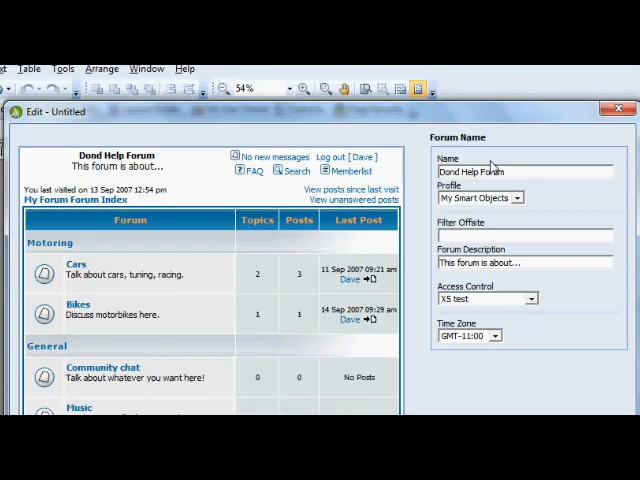 Table Tools Arrange Window Help
54%
Edit - Untitled
Dond Help Forum
This forum is about...
No new messages Log out [ Dave ]
FAQ Search Memberlist
You last visited on 13 Sep 2007 12:54 pm
View posts since last visit
My Forum Forum Index
View unanswered posts
Forum Topics Posts Last Post
Motoring
Cars
Talk about cars, tuning, racing.
2 3
11 Sep 2007 09:21 am
Dave
Bikes
Discuss motorbikes here.
1 1
14 Sep 2007 09:29 am
Dave
General
Community chat
Talk about whatever you want here!
0 0 No Posts
Music
Forum Name
Name
Dond Help Forum
Profile
My Smart Objects
Filter Offsite
Forum Description
This forum is about...
Access Control
X5 test
Time Zone
GMT-11:00